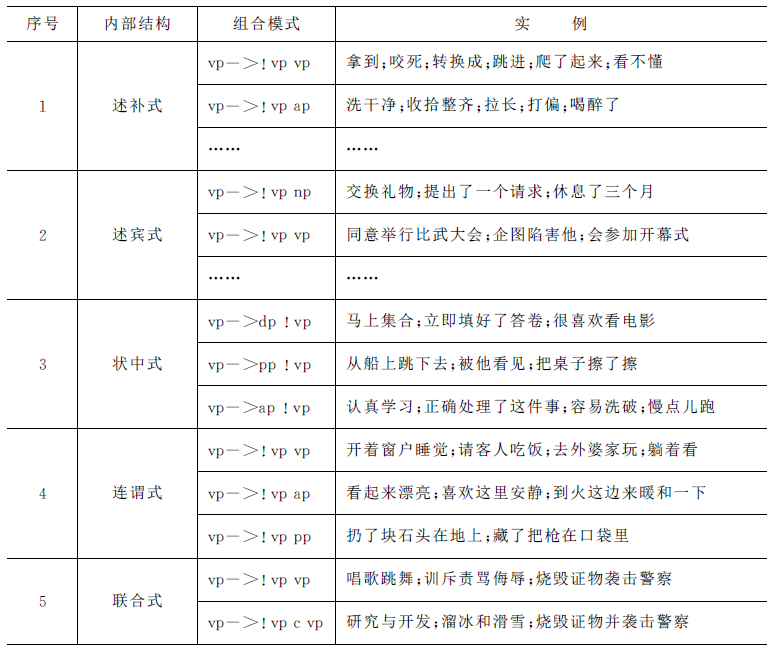 序号 内部结构 组合模式 实 例
vp－＞! vp vp 拿到;咬死;转换成;跳进;爬了起来;看不懂
1 述补式 vp－＞! vp ap 洗干净;收拾整齐;拉长;打偏;喝醉了
…… ……
vp－＞! vp np 交换礼物;提出了一个请求;休息了三个月
2 述宾式 vp－＞! vp vp 同意举行比武大会;企图陷害他;会参加开幕式
…… ……
vp－＞dp ! vp 马上集合;立即填好了答卷;很喜欢看电影
3 状中式 vp－＞pp ! vp 从船上跳下去;被他看见;把桌子擦了擦
vp－＞ap ! vp 认真学习;正确处理了这件事;容易洗破;慢点儿跑
vp－＞! vp vp 开着窗户睡觉;请客人吃饭;去外婆家玩;躺着看
4 连谓式 vp－＞! vp ap 看起来漂亮;喜欢这里安静;到火这边来暖和一下
vp－＞! vp pp 扔了块石头在地上;藏了把枪在口袋里
vp－＞! vp vp 唱歌跳舞;训斥责骂侮辱;烧毁证物袭击警察
5 联合式 vp－＞! vp c vp 研究与开发;溜冰和滑雪;烧毁证物并袭击警察